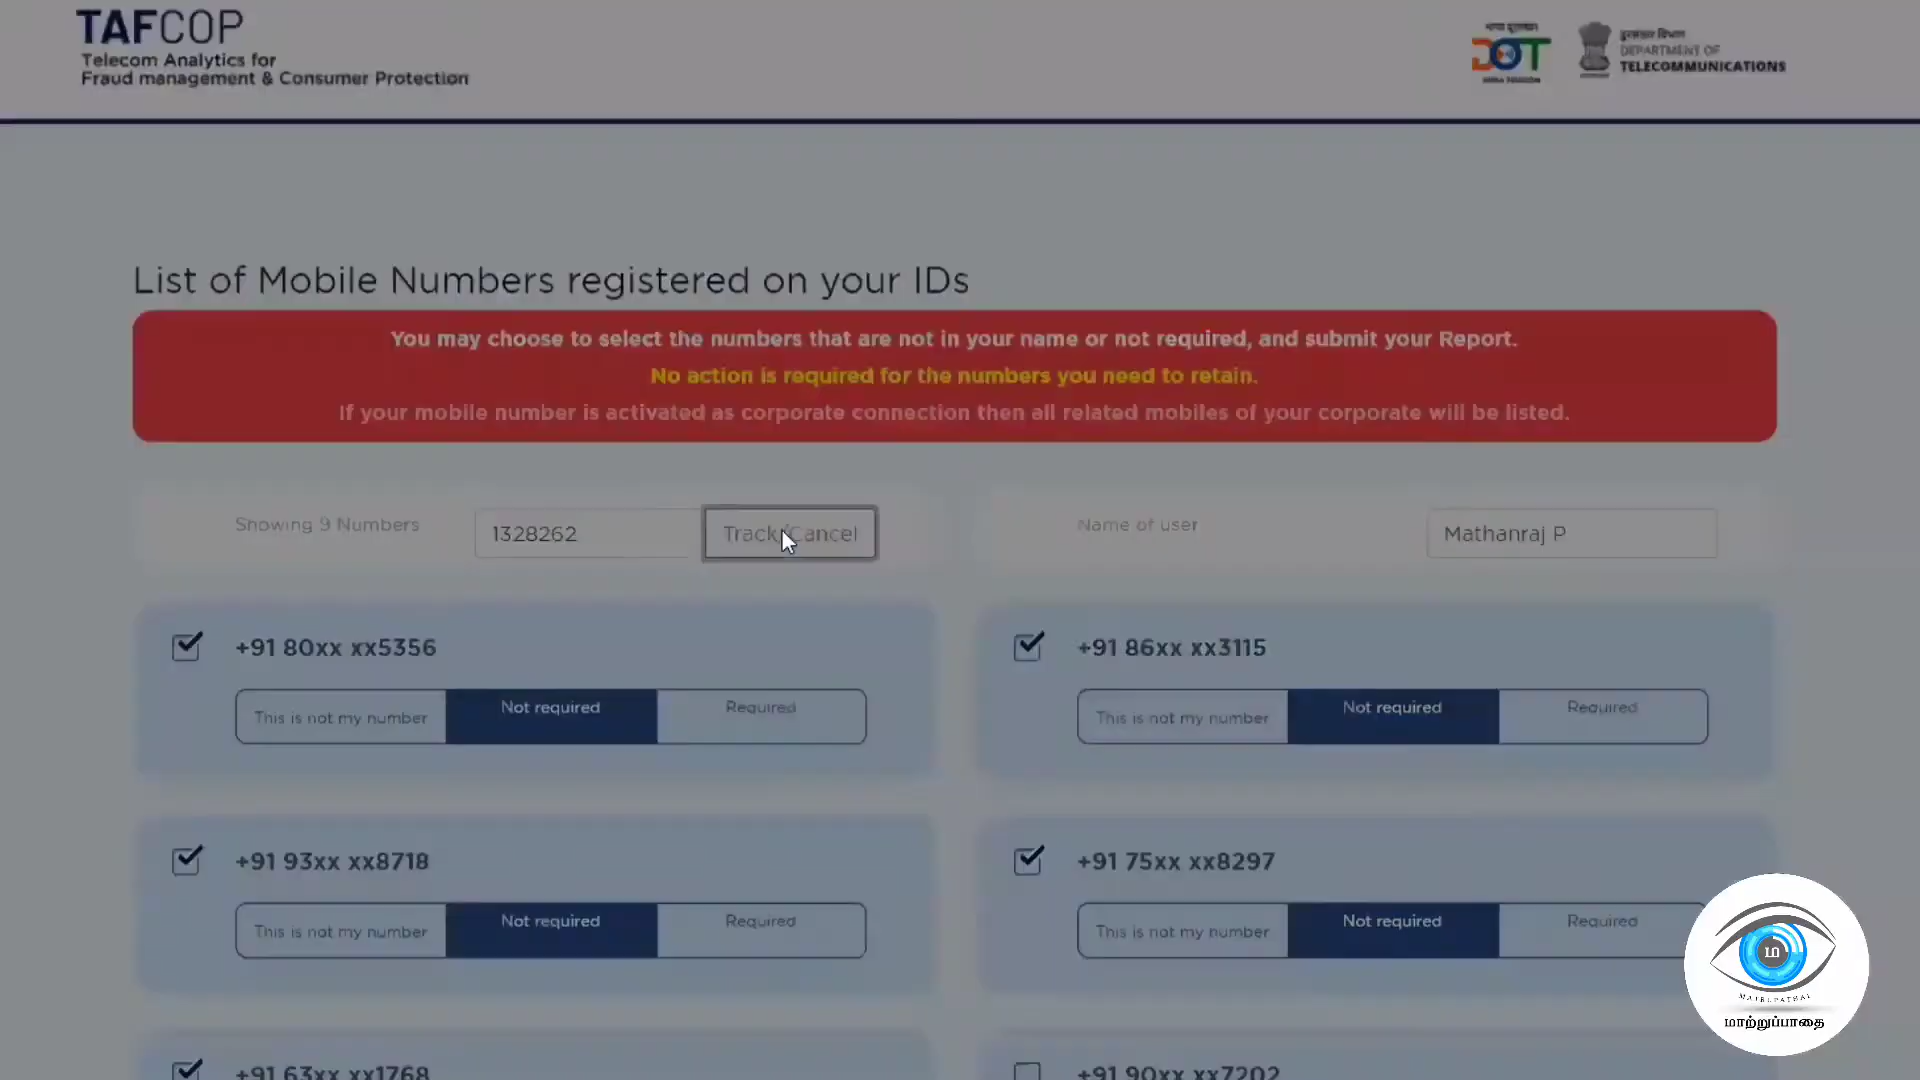 TAFCOP
Telecom Analytics for
Fraud management & Consumer Protection
DOT
DEPARTMENT OF
TELECOMMUNICATIONS
List of Mobile Numbers registered on your IDs
You may choose to select the numbers that are not in your name or not required, and submit your Report.
No action is required for the numbers you need to retain.
If your mobile number is activated as corporate connection then all related mobiles of your corporate will be listed.
Showing 9 Numbers
1328262
Track/Cancel
Name of user
Mathanraj P
+91 80xx xx5356
This is not my number
Not required
Required
+91 86xx xx3115
This is not my number
Not required
Required
+91 93xx xx8718
This is not my number
Not required
Required
+91 75xx xx8297
This is not my number
Not required
Required
+91 63xx xx1768
+91 90xx xx7202
மா
மாற்றுப்பாதை